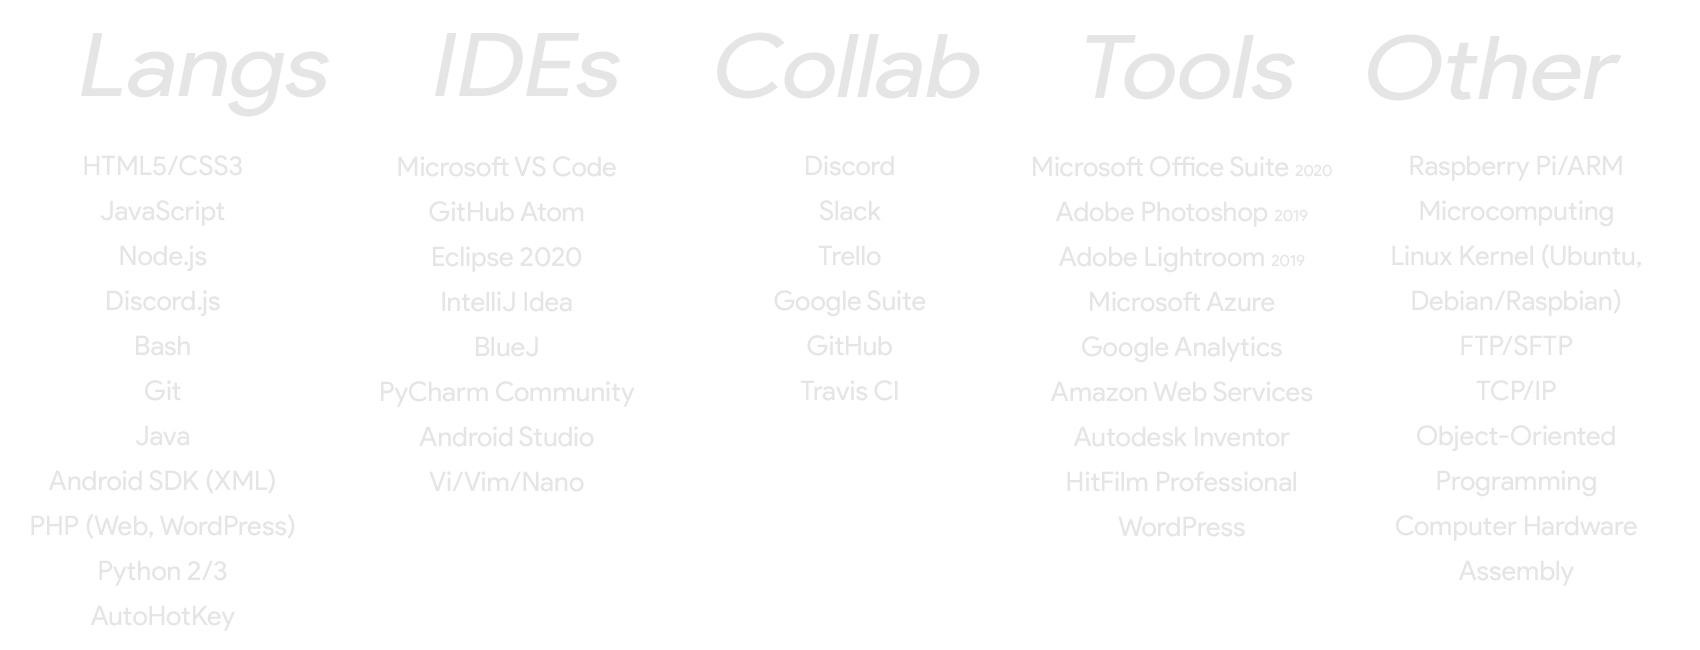 Langs
HTML5/CSS3
JavaScript
Node.js
Discord.js
Bash
Git
Java
Android SDK (XML)
PHP (Web, WordPress)
Python 2/3
AutoHotKey
IDEs
Microsoft VS Code
GitHub Atom
Eclipse 2020
IntelliJ Idea
BlueJ
PyCharm Community
Android Studio
Vi/Vim/Nano
Collab
Discord
Slack
Trello
Google Suite
GitHub
Travis CI
Tools
Microsoft Office Suite 2020
Adobe Photoshop 2019
Adobe Lightroom 2019
Microsoft Azure
Google Analytics
Amazon Web Services
Autodesk Inventor
HitFilm Professional
WordPress
Other
Raspberry Pi/ARM
Microcomputing
Linux Kernel (Ubuntu,
Debian/Raspbian)
FTP/SFTP
TCP/IP
Object-Oriented
Programming
Computer Hardware
Assembly